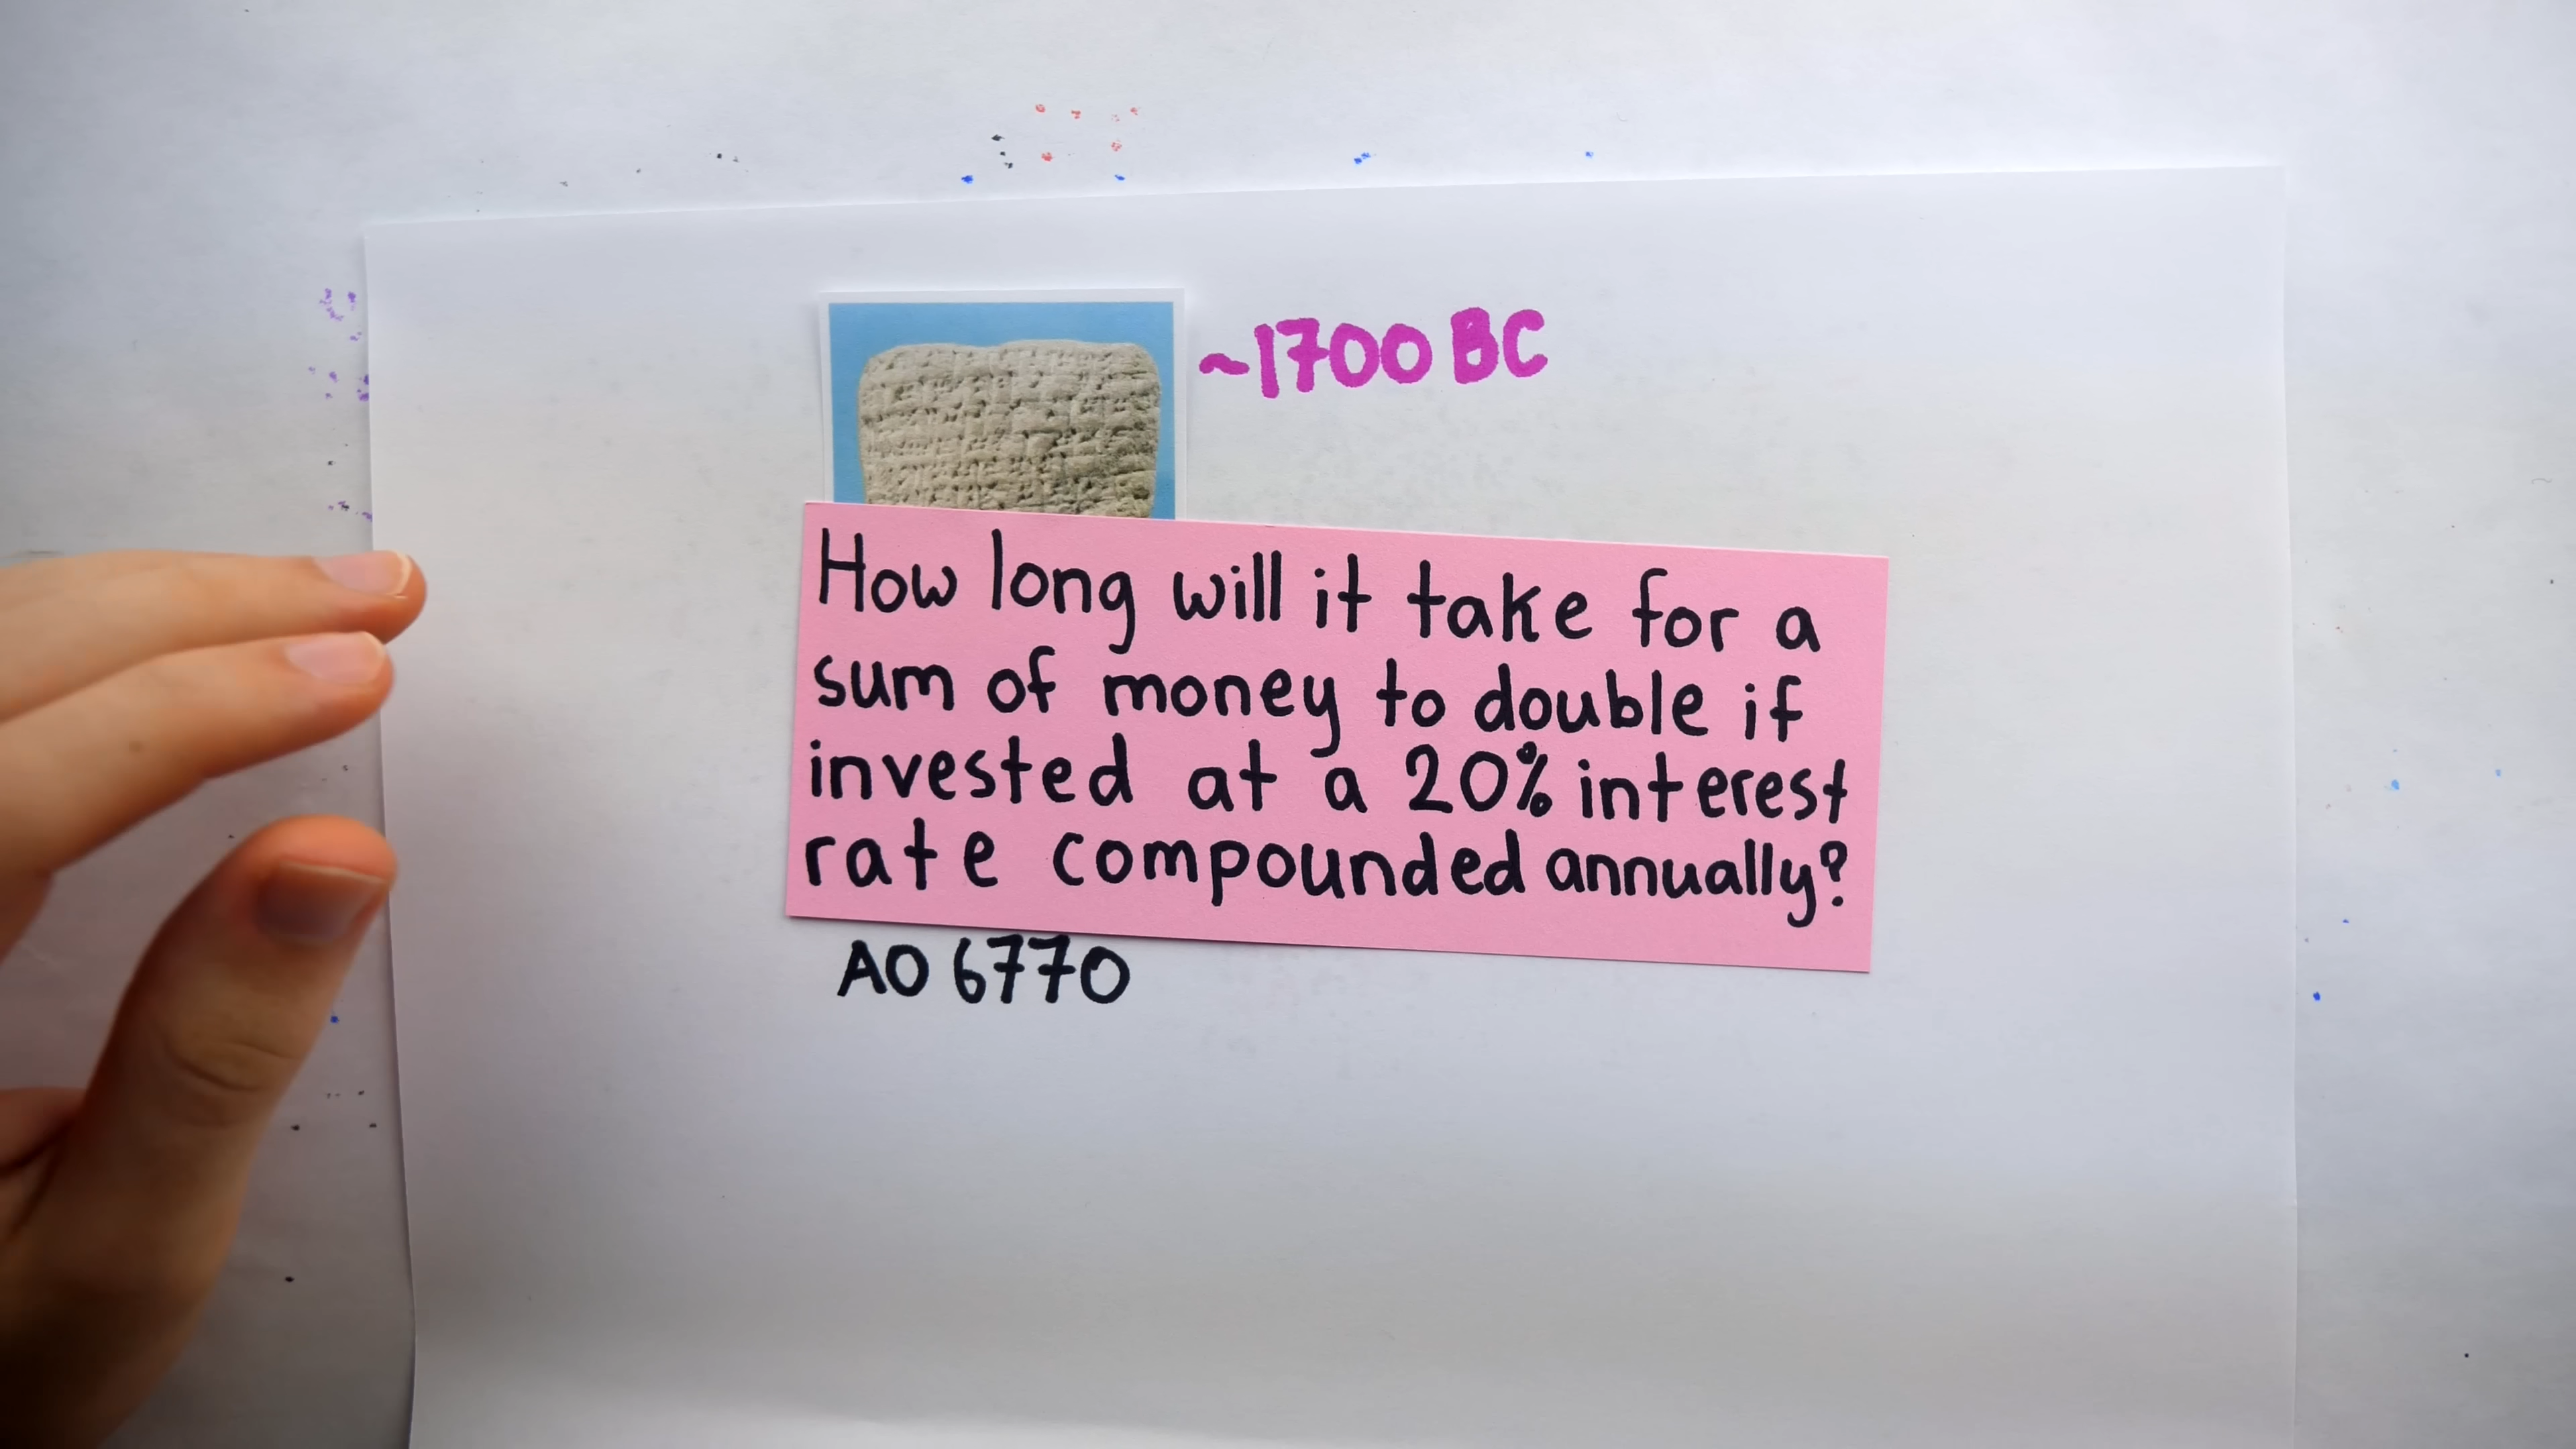 ~1700 BC
How long will it take for a
sum of money to double if
invested at a 20% interest
rate compounded annually?
AO 6770